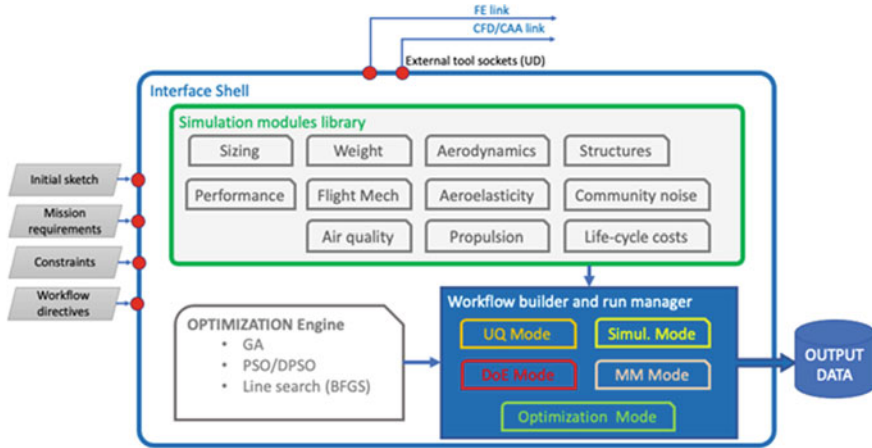 FE link
CFD/CAA link
External tool sockets (UD)
Interface Shell
Simulation modules library
Sizing
Weight
Aerodynamics
Structures
Performance
Flight Mech
Aeroelasticity
Community noise
Air quality
Propulsion
Life-cycle costs
Initial sketch
Mission
requirements
Constraints
Workflow
directives
OPTIMIZATION Engine
• GA
• PSO/DPSO
• Line search (BFGS)
Workflow builder and run manager
UQ Mode
Simul. Mode
DoE Mode
MM Mode
Optimization Mode
OUTPUT
DATA